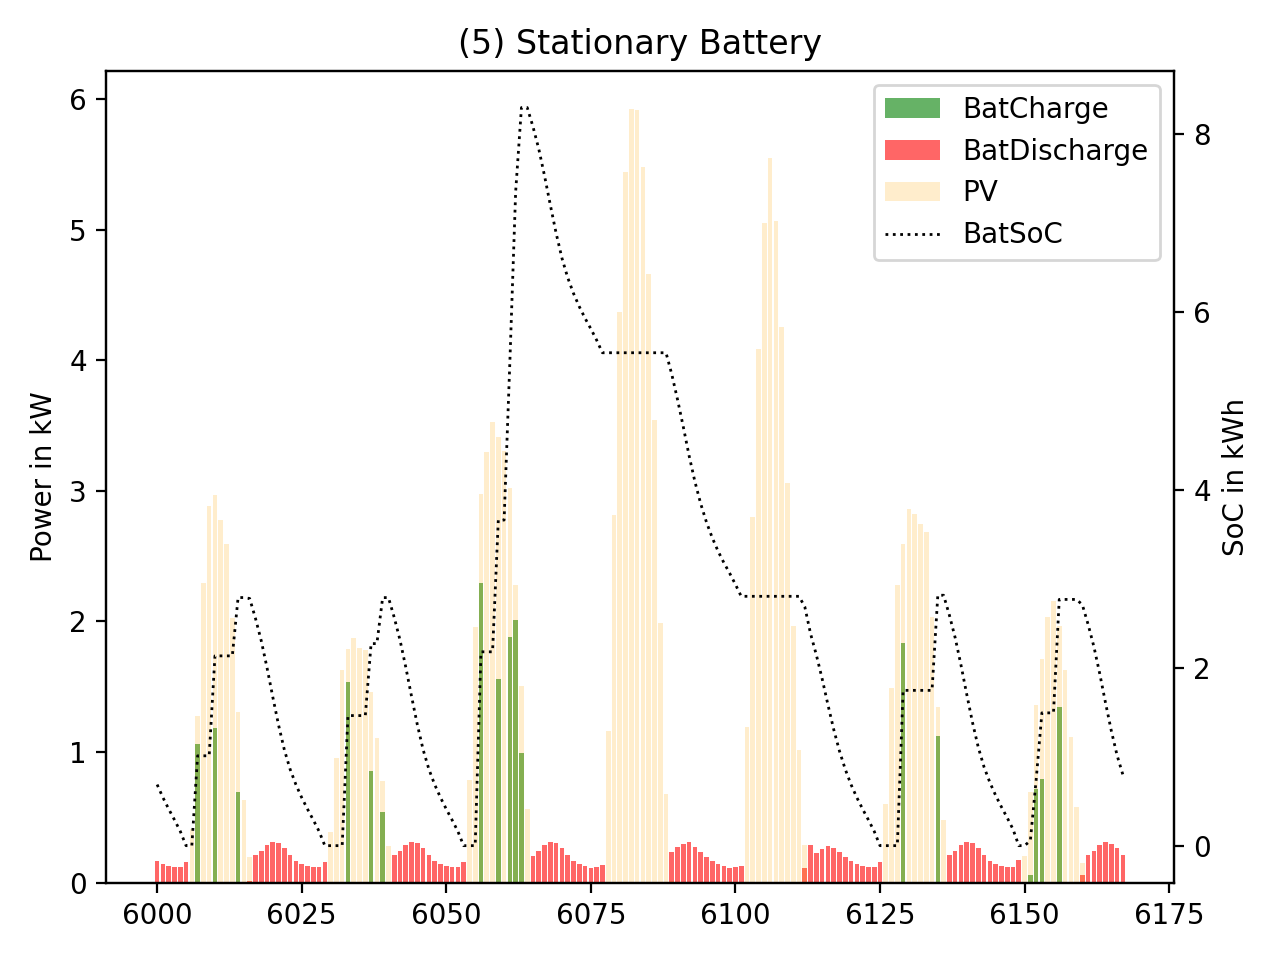 (5) Stationary Battery
BatCharge
BatDischarge
PV
BatSoC
Power in kW
SoC in kWh
6
5
4
3
2
1
0
8
6
4
2
0
6000 6025 6050 6075 6100 6125 6150 6175